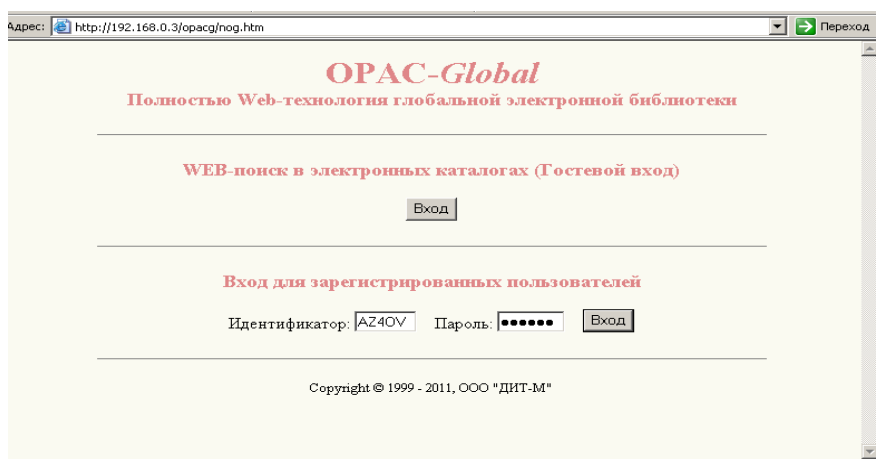 Адрес: http://192.168.0.3/opacg/nog.htm Переход
OPAC-Global
Полностью Web-технология глобальной электронной библиотеки
WEB-поиск в электронных каталогах (Гостевой вход)
Вход
Вход для зарегистрированных пользователей
Идентификатор: AZ4OV Пароль: •••••• Вход
Copyright © 1999 - 2011, ООО "ДИТ-М"